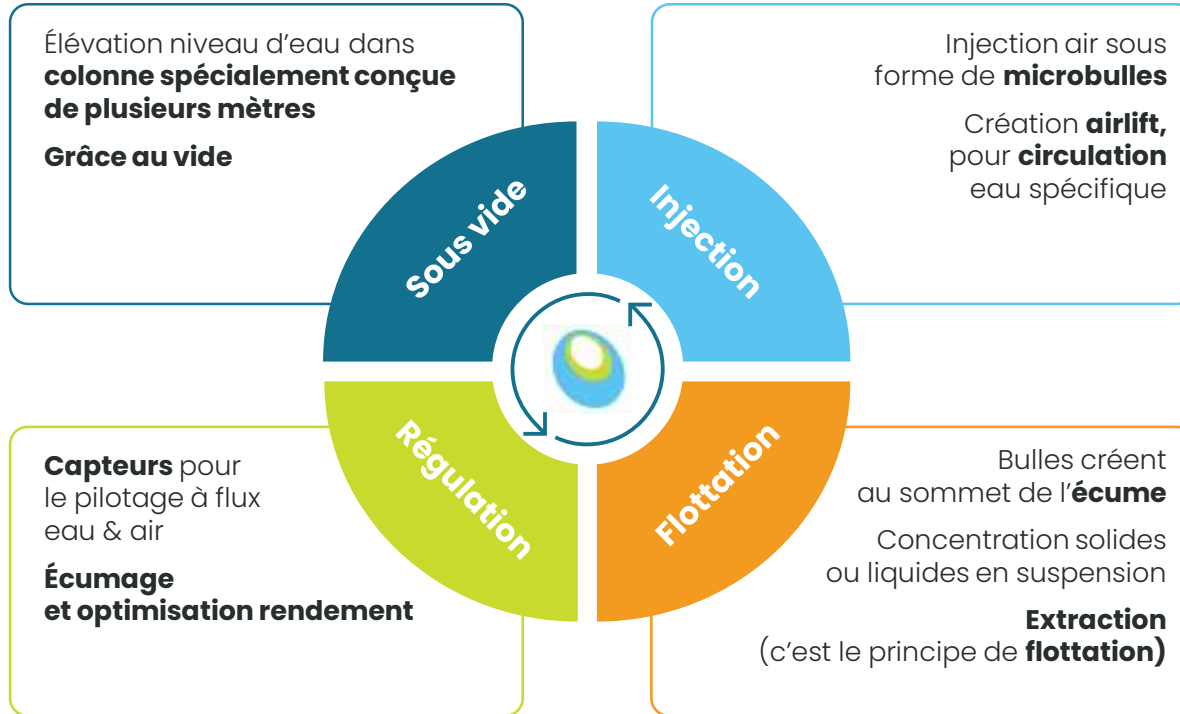 Élévation niveau d'eau dans
colonne spécialement conçue
de plusieurs mètres
Grâce au vide
Injection air sous
forme de microbulles
Création airlift,
pour circulation
eau spécifique
Sous vide
Injection
Régulation
Flottation
Capteurs pour
le pilotage à flux
eau & air
Écumage
et optimisation rendement
Bulles créent
au sommet de l'écume
Concentration solides
ou liquides en suspension
Extraction
(c'est le principe de flottation)